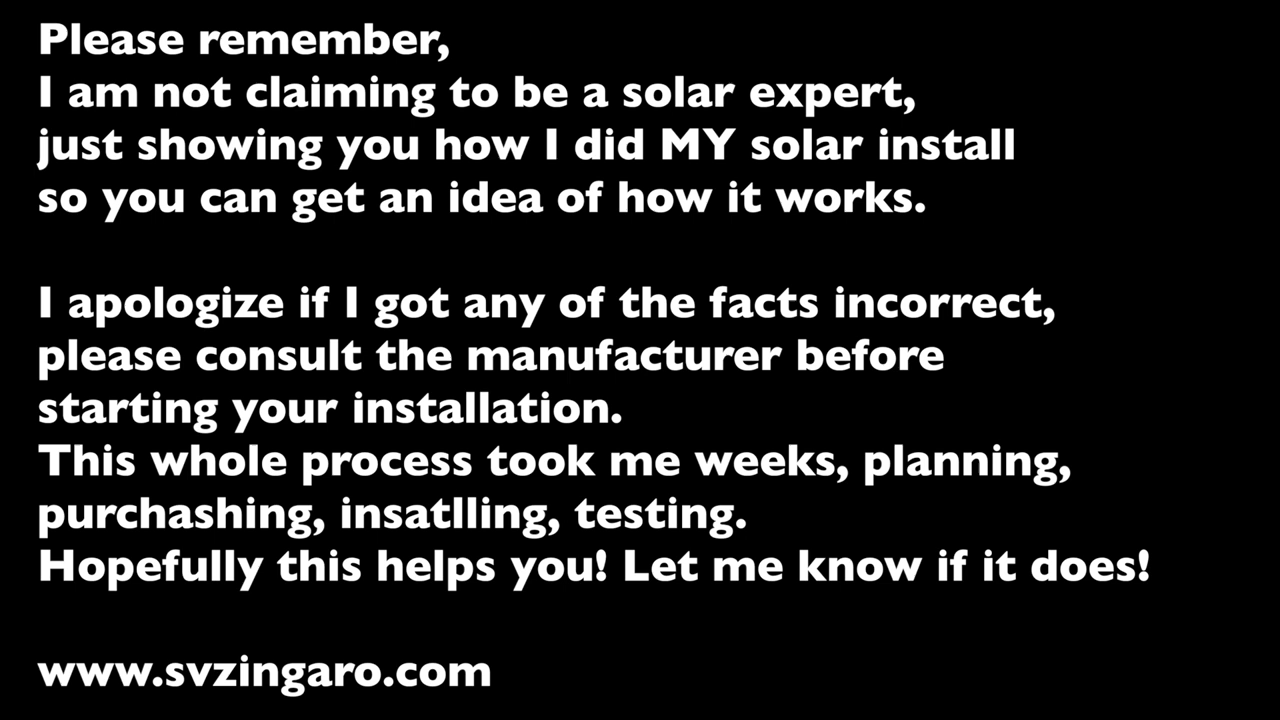 Please remember,
I am not claiming to be a solar expert,
just showing you how I did MY solar install
so you can get an idea of how it works.
I apologize if I got any of the facts incorrect,
please consult the manufacturer before
starting your installation.
This whole process took me weeks, planning,
purchashing, insatlling, testing.
Hopefully this helps you! Let me know if it does!
www.svzingaro.com